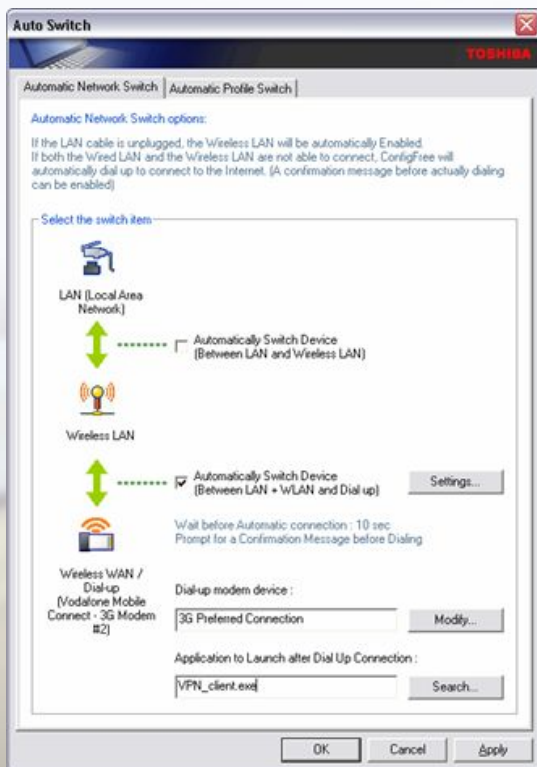 Auto Switch
TOSHIBA
Automatic Network Switch
Automatic Profile Switch
Automatic Network Switch options:
If the LAN cable is unplugged, the Wireless LAN will be automatically Enabled.
If both the Wired LAN and the Wireless LAN are not able to connect, ConfigFree will
automatically dial up to connect to the Internet. (A confirmation message before actually dialing
can be enabled)
Select the switch item
LAN (Local Area
Network)
Automatically Switch Device
(Between LAN and Wireless LAN)
Wireless LAN
Automatically Switch Device
(Between LAN + WLAN and Dial up)
Settings...
Wait before Automatic connection : 10 sec
Prompt for a Confirmation Message before Dialing
Wireless WAN /
Dial-up
(Vodafone Mobile
Connect - 3G Modem
#2)
Dial-up modem device :
3G Preferred Connection
Modify...
Application to Launch after Dial Up Connection :
VPN_client.exe
Search...
OK
Cancel
Apply